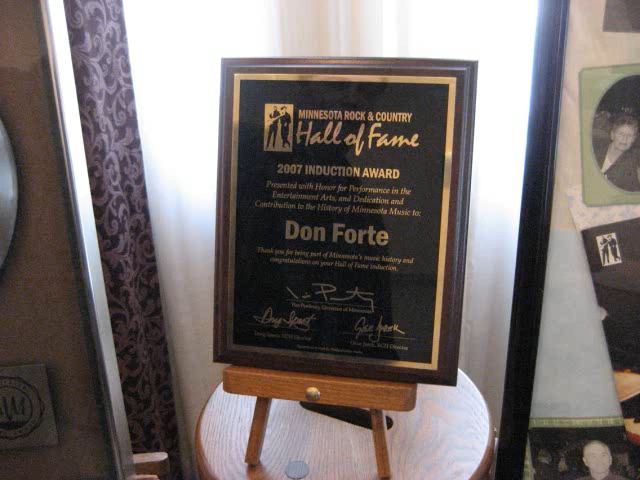 MINNESOTA ROCK & COUNTRY
Hall of Fame
2007 INDUCTION AWARD
Presented with Honor for Performance in the
Entertainment Arts, and Dedication and
Contribution to the History of Minnesota Music to:
Don Forte
Thank you for being part of Minnesota's music history and
congratulations on your Hall of Fame induction.